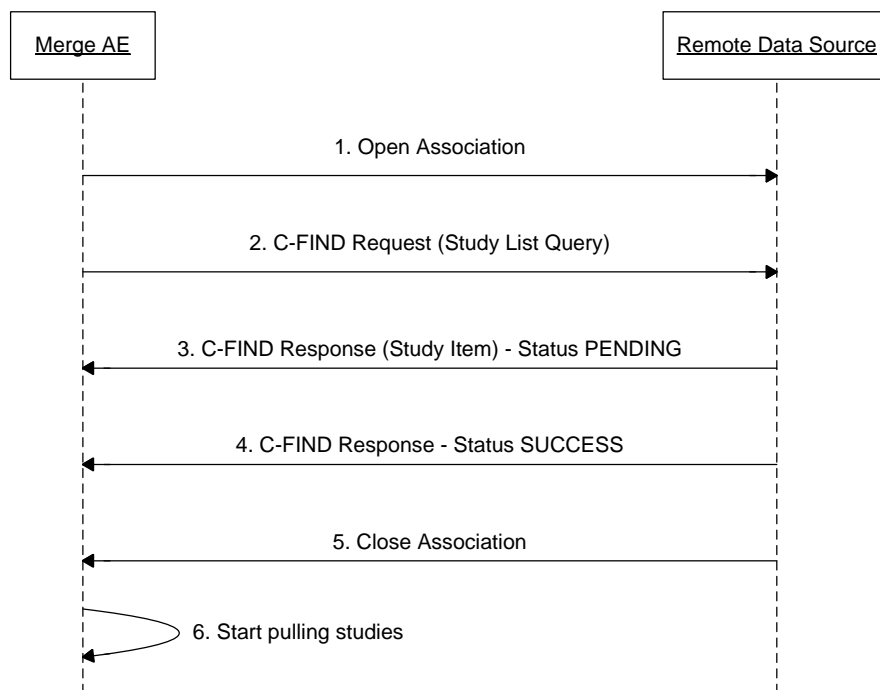 Merge AE
Remote Data Source
1. Open Association
2. C-FIND Request (Study List Query)
3. C-FIND Response (Study Item) - Status PENDING
4. C-FIND Response - Status SUCCESS
5. Close Association
6. Start pulling studies